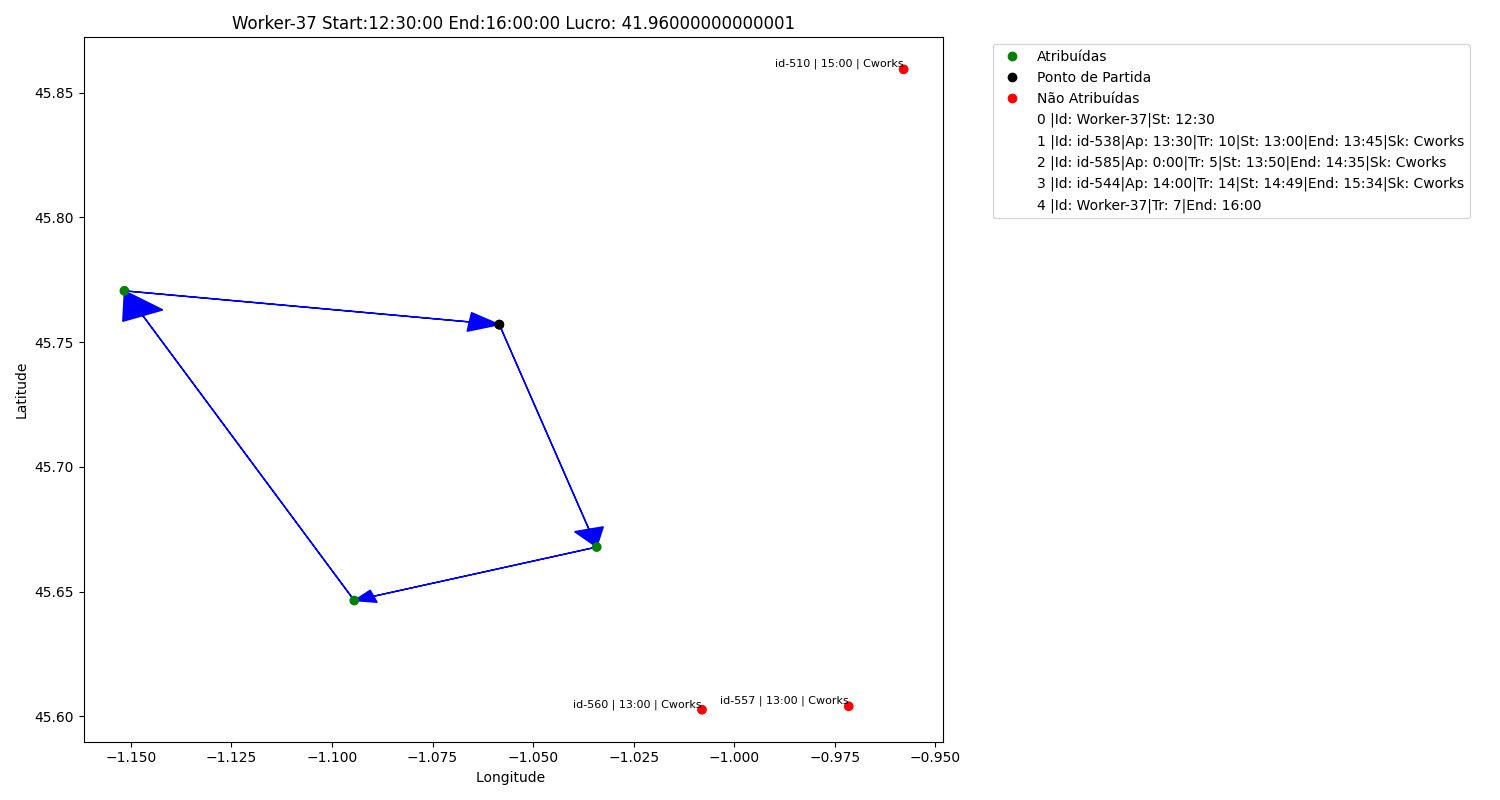 Worker-37 Start:12:30:00 End:16:00:00 Lucro: 41.96000000000001
Latitude
45.85
45.80
45.75
45.70
45.65
45.60
id-510 | 15:00 | Cworks
id-560 | 13:00 | Cworks
id-557 | 13:00 | Cworks
−1.150
−1.125
−1.100
−1.075
−1.050
−1.025
−1.000
−0.975
−0.950
Longitude
Atribuídas
Ponto de Partida
Não Atribuídas
0 |Id: Worker-37|St: 12:30
1 |Id: id-538|Ap: 13:30|Tr: 10|St: 13:00|End: 13:45|Sk: Cworks
2 |Id: id-585|Ap: 0:00|Tr: 5|St: 13:50|End: 14:35|Sk: Cworks
3 |Id: id-544|Ap: 14:00|Tr: 14|St: 14:49|End: 15:34|Sk: Cworks
4 |Id: Worker-37|Tr: 7|End: 16:00